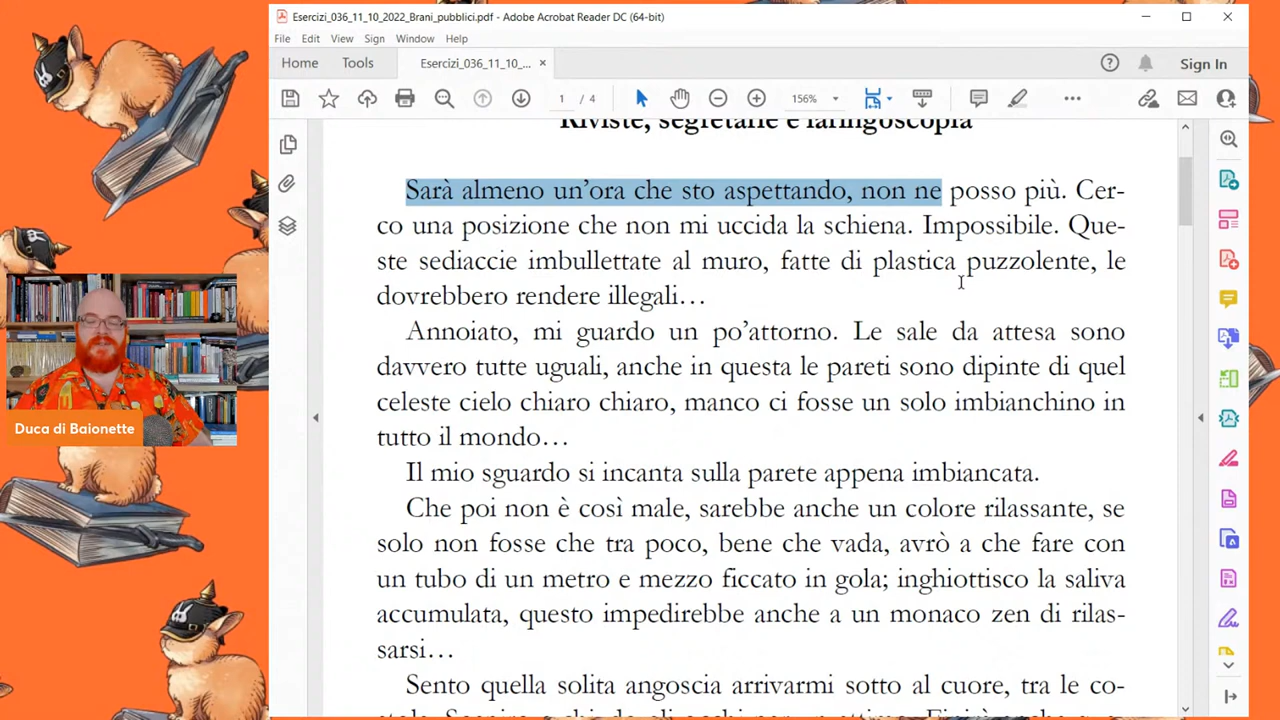 Esercizi_036_11_10_2022_Brani_pubblici.pdf - Adobe Acrobat Reader DC (64-bit)
File Edit View Sign Window Help
Home Tools Esercizi_036_11_10_... × Sign In
1 / 4 156%
Riviste, segretarie e laringoscopia
Sarà almeno un’ora che sto aspettando, non ne posso più. Cer-
co una posizione che non mi uccida la schiena. Impossibile. Que-
ste sediaccie imbullettate al muro, fatte di plastica puzzolente, le
dovrebbero rendere illegali…
Annoiato, mi guardo un po’attorno. Le sale da attesa sono
davvero tutte uguali, anche in questa le pareti sono dipinte di quel
celeste cielo chiaro chiaro, manco ci fosse un solo imbianchino in
tutto il mondo…
Il mio sguardo si incanta sulla parete appena imbiancata.
Che poi non è così male, sarebbe anche un colore rilassante, se
solo non fosse che tra poco, bene che vada, avrò a che fare con
un tubo di un metro e mezzo ficcato in gola; inghiottisco la saliva
accumulata, questo impedirebbe anche a un monaco zen di rilas-
sarsi…
Sento quella solita angoscia arrivarmi sotto al cuore, tra le co-
Duca di Baionette